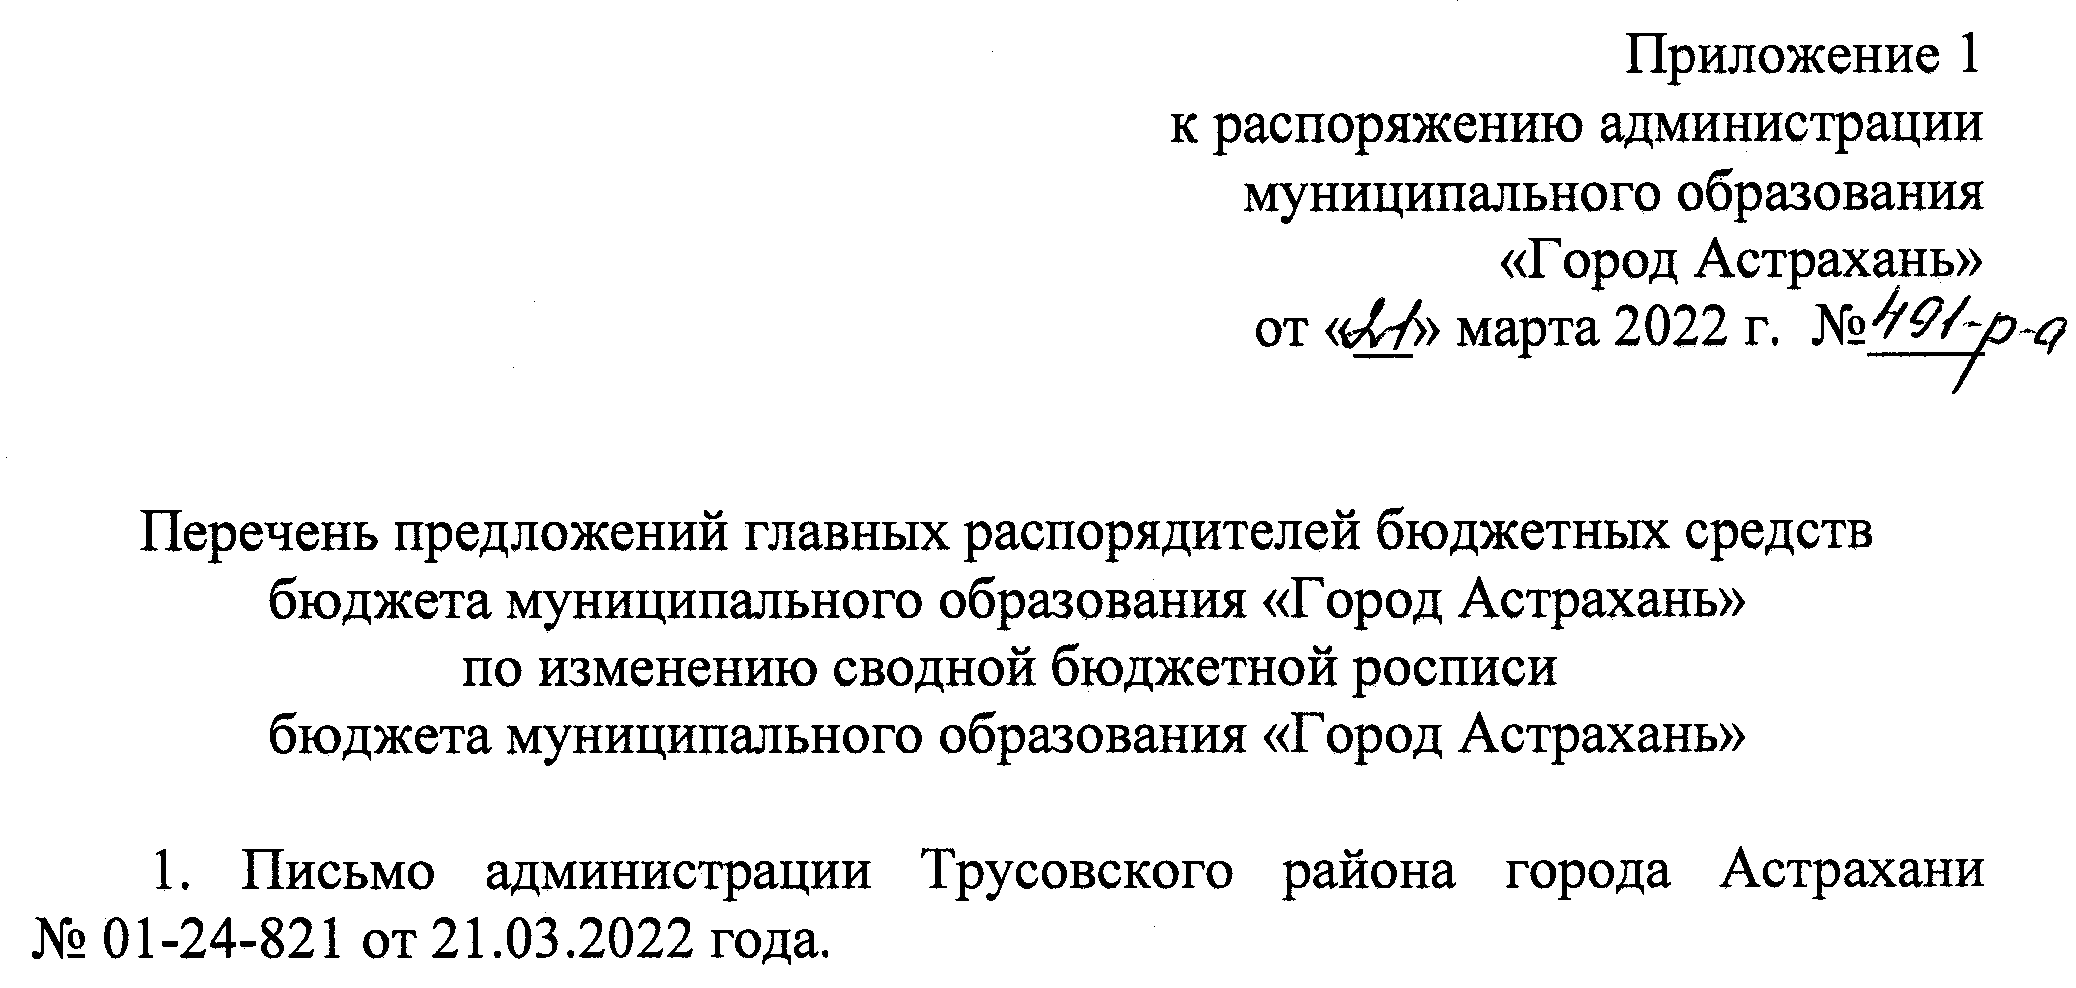 Приложение 1
к распоряжению администрации
муниципального образования
«Город Астрахань»
от «21» марта 2022 г. №491-р-а
Перечень предложений главных распорядителей бюджетных средств
бюджета муниципального образования «Город Астрахань»
по изменению сводной бюджетной росписи
бюджета муниципального образования «Город Астрахань»
1. Письмо администрации Трусовского района города Астрахани
№ 01-24-821 от 21.03.2022 года.